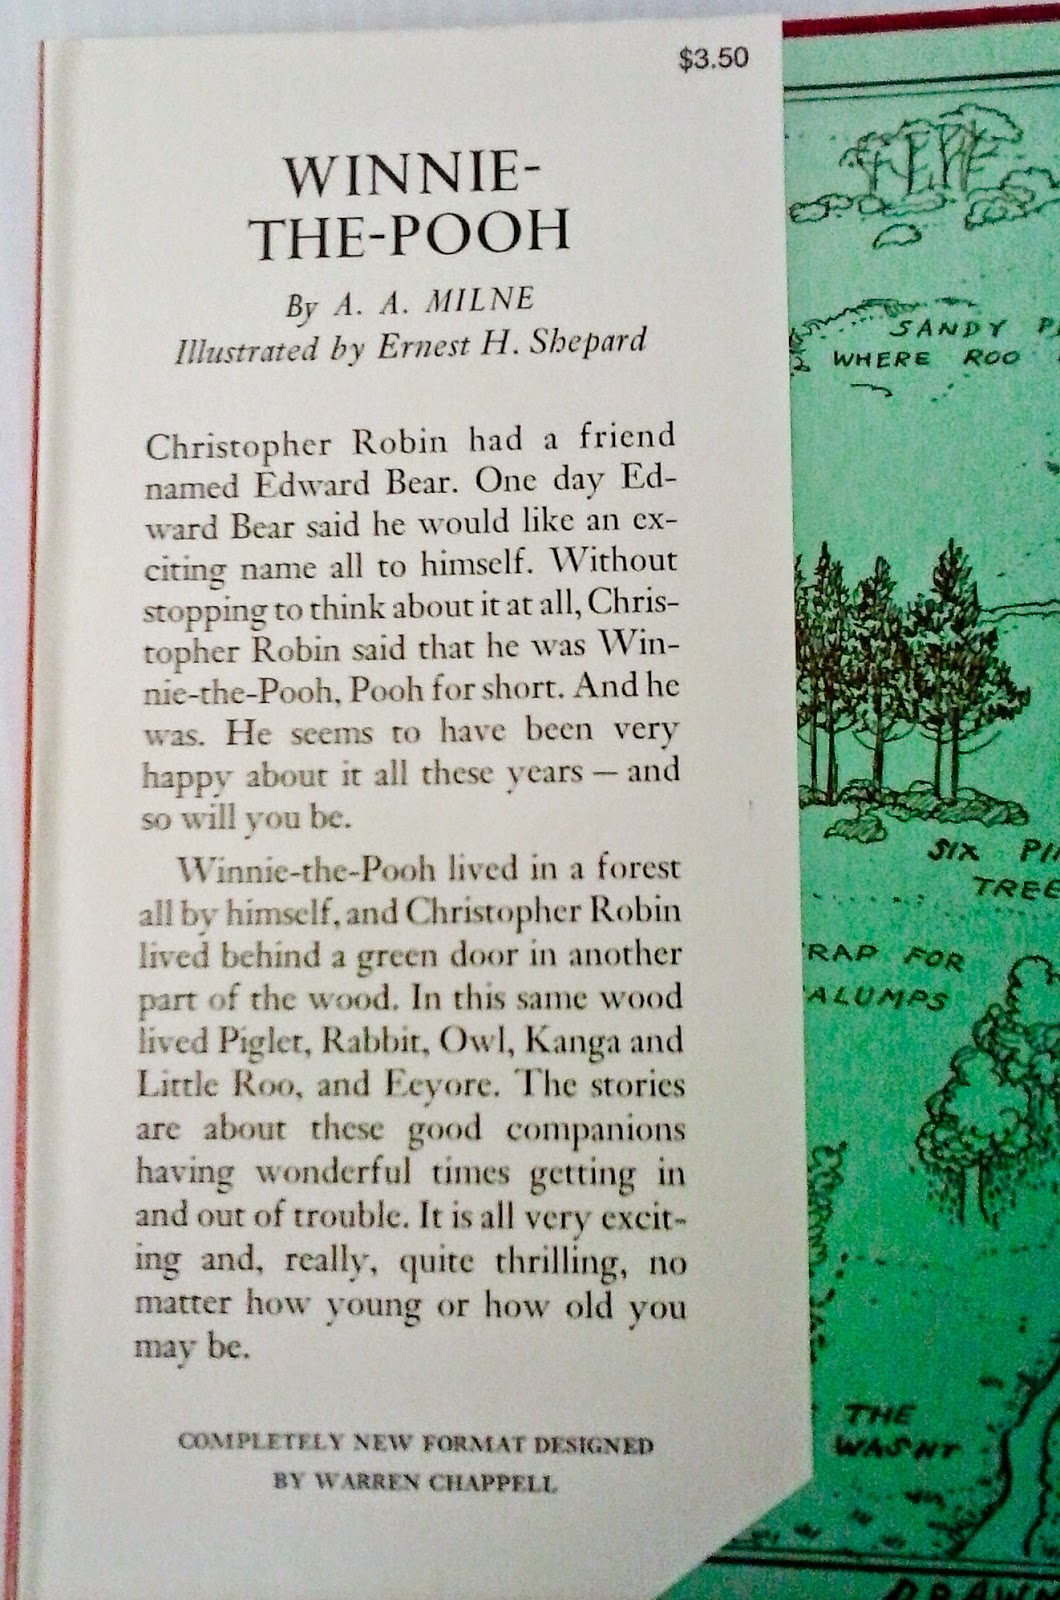 $3.50
WINNIE-
THE-POOH
By A. A. MILNE
Illustrated by Ernest H. Shepard
Christopher Robin had a friend
named Edward Bear. One day Ed-
ward Bear said he would like an ex-
citing name all to himself. Without
stopping to think about it at all, Chris-
topher Robin said that he was Win-
nie-the-Pooh, Pooh for short. And he
was. He seems to have been very
happy about it all these years — and
so will you be.
Winnie-the-Pooh lived in a forest
all by himself, and Christopher Robin
lived behind a green door in another
part of the wood. In this same wood
lived Piglet, Rabbit, Owl, Kanga and
Little Roo, and Eeyore. The stories
are about these good companions
having wonderful times getting in
and out of trouble. It is all very excit-
ing and, really, quite thrilling, no
matter how young or how old you
may be.
COMPLETELY NEW FORMAT DESIGNED
BY WARREN CHAPPELL
SANDY P
WHERE ROO
SIX PI
TREE
RAP FOR
ALUMPS
THE
WASNT
DRAWN